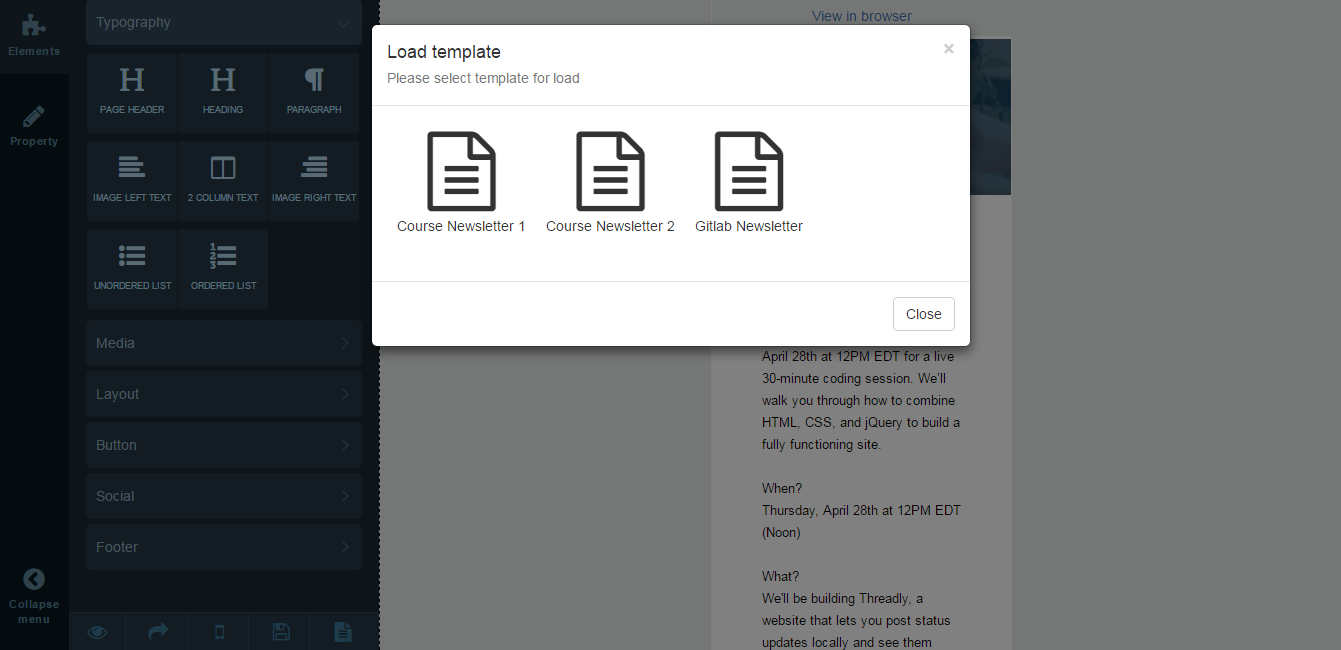 Elements
Property
Collapse
menu
Typography
PAGE HEADER
HEADING
PARAGRAPH
IMAGE LEFT TEXT
2 COLUMN TEXT
IMAGE RIGHT TEXT
UNORDERED LIST
ORDERED LIST
Media
Layout
Button
Social
Footer
View in browser
Load template
×
Please select template for load
Course Newsletter 1
Course Newsletter 2
Gitlab Newsletter
Close
April 28th at 12PM EDT for a live
30-minute coding session. We'll
walk you through how to combine
HTML, CSS, and jQuery to build a
fully functioning site.
When?
Thursday, April 28th at 12PM EDT
(Noon)
What?
We'll be building Threadly, a
website that lets you post status
updates locally and see them